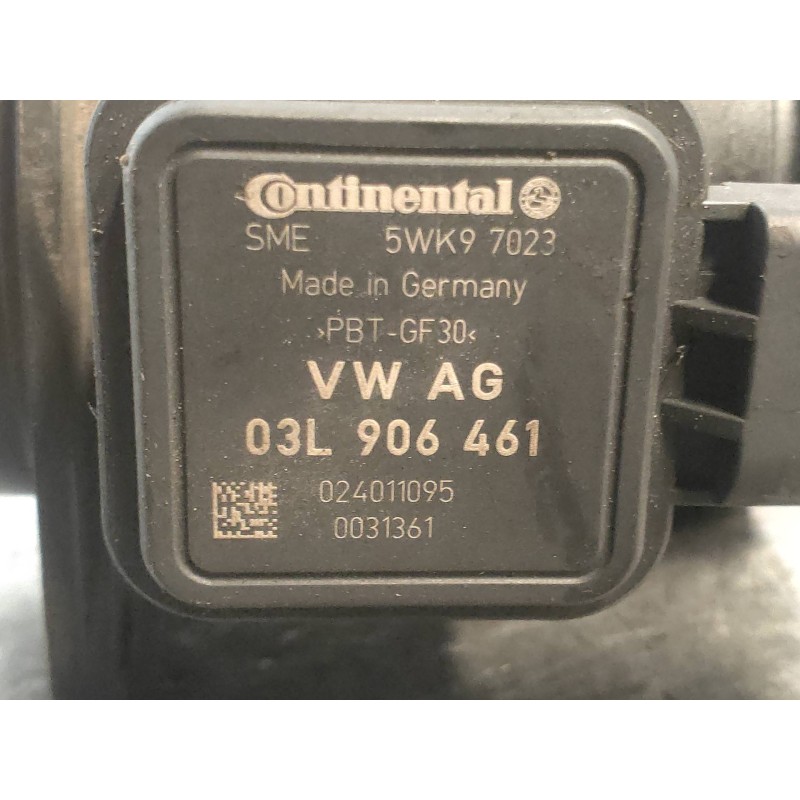 Continental
SME 5WK9 7023
Made in Germany
›PBT-GF30‹
VW AG
03L 906 461
024011095
0031361